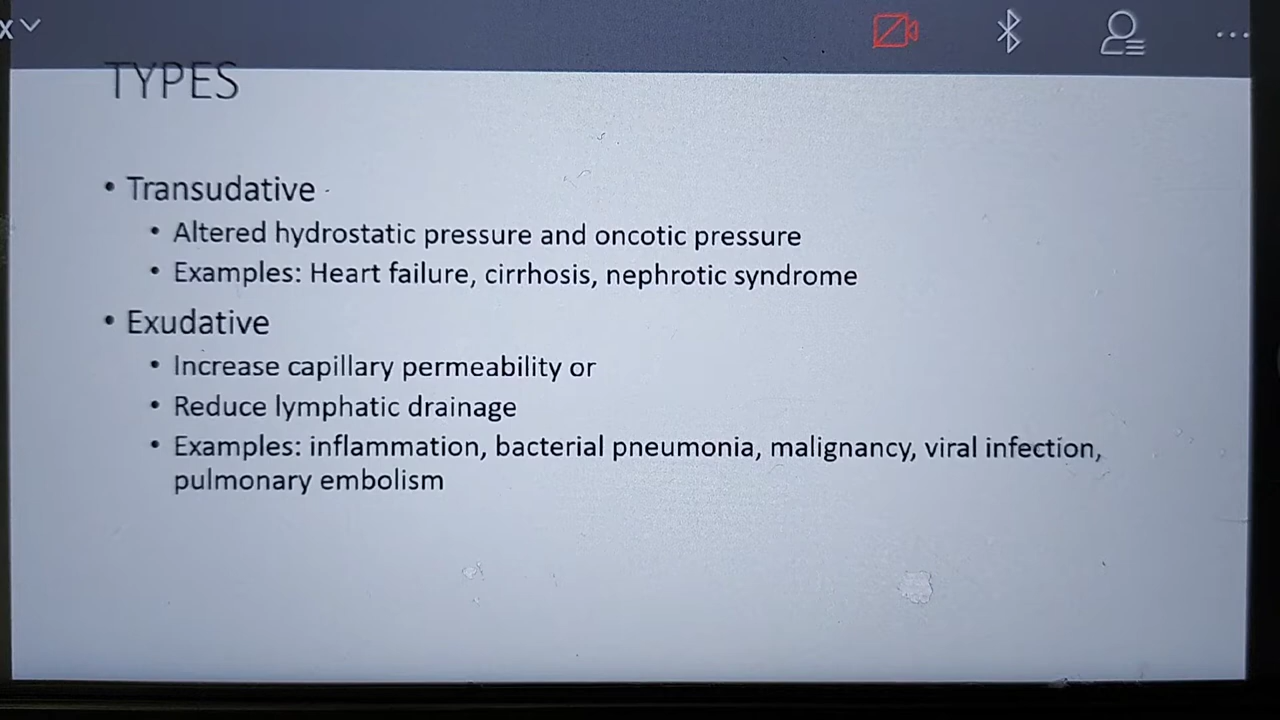 x
TYPES
• Transudative
• Altered hydrostatic pressure and oncotic pressure
• Examples: Heart failure, cirrhosis, nephrotic syndrome
• Exudative
• Increase capillary permeability or
• Reduce lymphatic drainage
• Examples: inflammation, bacterial pneumonia, malignancy, viral infection,
pulmonary embolism